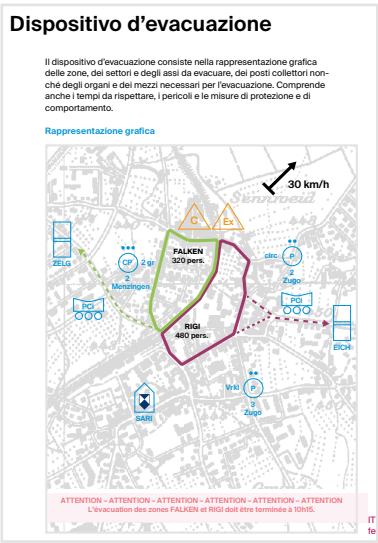 Dispositivo d’evacuazione
Il dispositivo d’evacuazione consiste nella rappresentazione grafica
delle zone, dei settori e degli assi da evacuare, dei posti collettori non-
ché degli organi e dei mezzi necessari per l’evacuazione. Comprende
anche i tempi da rispettare, i pericoli e le misure di protezione e di
comportamento.
Rappresentazione grafica
30 km/h
C
Ex
FALKEN
320 pers.
ZELG
CP
2 gr
2
Menzingen
circ
P
2
Zugo
PCi
PCi
RIGI
480 pers.
EICH
Vrkl
P
3
Zugo
SARI
ATTENTION – ATTENTION – ATTENTION – ATTENTION – ATTENTION – ATTENTION
L’évacuation des zones FALKEN et RIGI doit être terminée à 10h15.
IT
fe